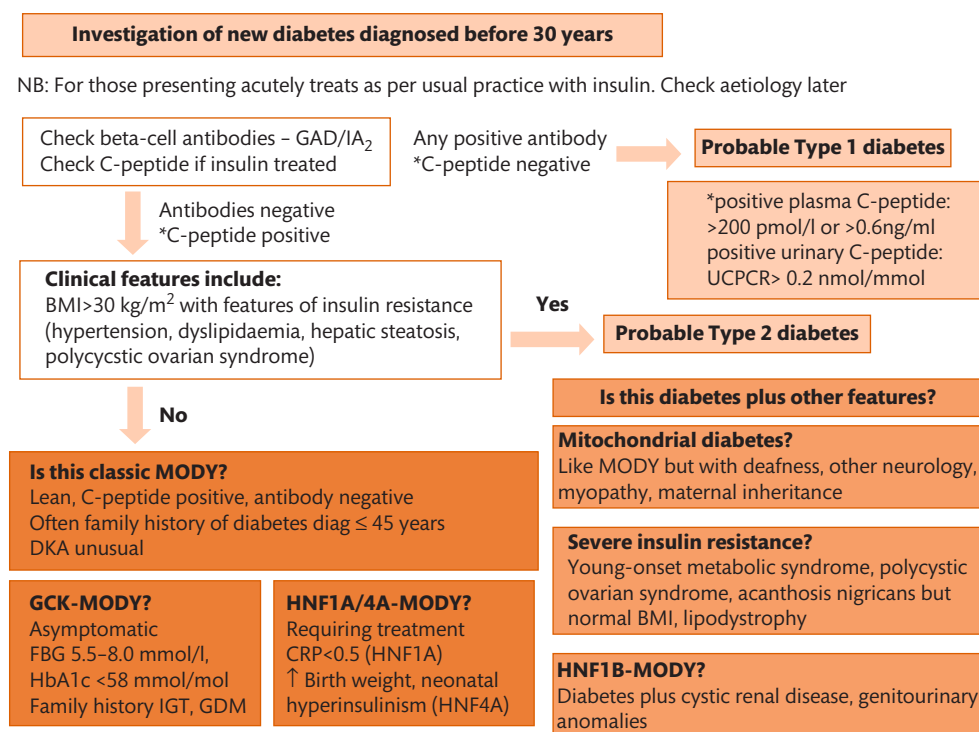 Investigation of new diabetes diagnosed before 30 years
NB: For those presenting acutely treats as per usual practice with insulin. Check aetiology later
Check beta-cell antibodies – GAD/IA2
Check C-peptide if insulin treated
Any positive antibody
*C-peptide negative
Probable Type 1 diabetes
*positive plasma C-peptide:
>200 pmol/l or >0.6ng/ml
positive urinary C-peptide:
UCPCR> 0.2 nmol/mmol
Antibodies negative
*C-peptide positive
Clinical features include:
BMI>30 kg/m2 with features of insulin resistance
(hypertension, dyslipidaemia, hepatic steatosis,
polycycstic ovarian syndrome)
Yes
Probable Type 2 diabetes
No
Is this classic MODY?
Lean, C-peptide positive, antibody negative
Often family history of diabetes diag ≤ 45 years
DKA unusual
GCK-MODY?
Asymptomatic
FBG 5.5–8.0 mmol/l,
HbA1c <58 mmol/mol
Family history IGT, GDM
HNF1A/4A-MODY?
Requiring treatment
CRP<0.5 (HNF1A)
↑ Birth weight, neonatal
hyperinsulinism (HNF4A)
Is this diabetes plus other features?
Mitochondrial diabetes?
Like MODY but with deafness, other neurology,
myopathy, maternal inheritance
Severe insulin resistance?
Young-onset metabolic syndrome, polycystic
ovarian syndrome, acanthosis nigricans but
normal BMI, lipodystrophy
HNF1B-MODY?
Diabetes plus cystic renal disease, genitourinary
anomalies